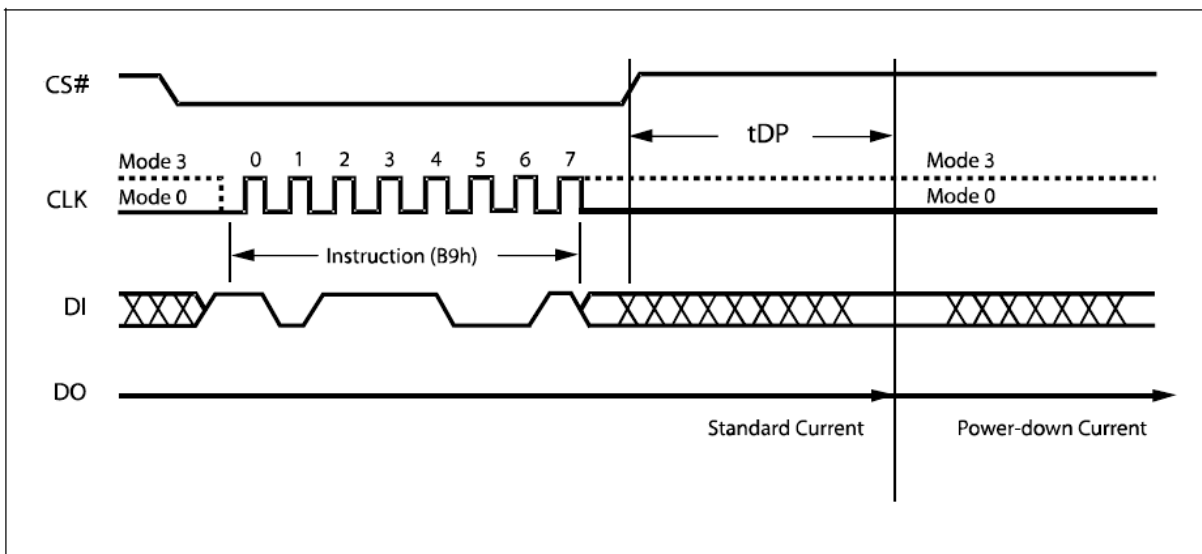 CS#
tDP
Mode 3
0 1 2 3 4 5 6 7
Mode 3
CLK
Mode 0
Mode 0
Instruction (B9h)
DI
DO
Standard Current
Power-down Current